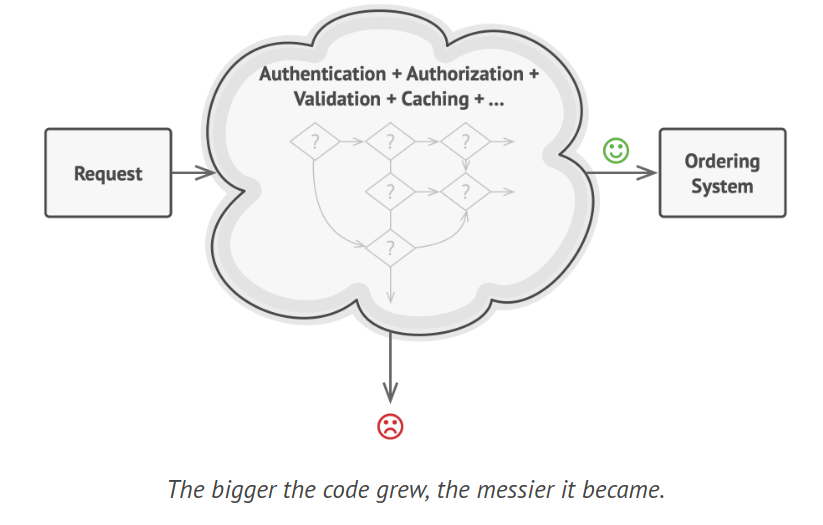 Authentication + Authorization +
Validation + Caching + ...
? ? ?
Request
Ordering
System
? ?
?
The bigger the code grew, the messier it became.